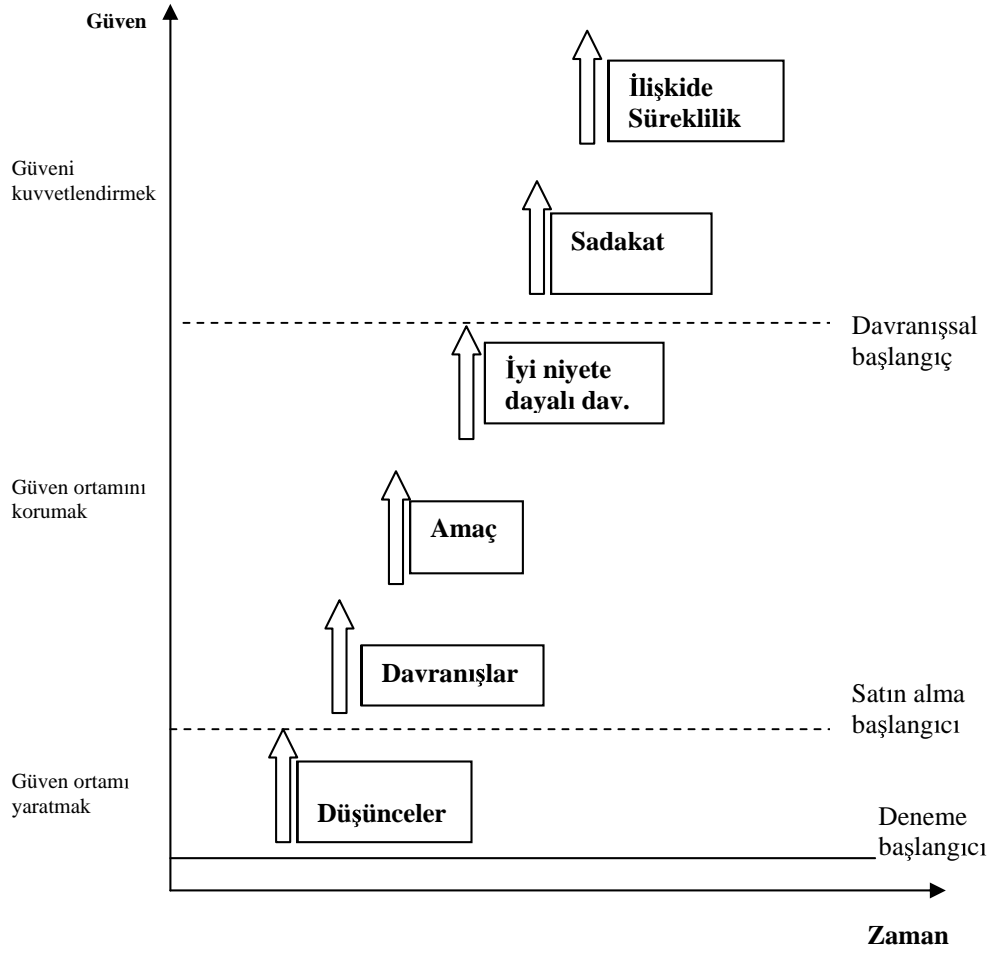 Güven
İlişkide
Süreklilik
Güveni
kuvvetlendirmek
Sadakat
Davranışsal
başlangıç
İyi niyete
dayalı dav.
Güven ortamını
korumak
Amaç
Davranışlar
Satın alma
başlangıcı
Güven ortamı
yaratmak
Düşünceler
Deneme
başlangıcı
Zaman